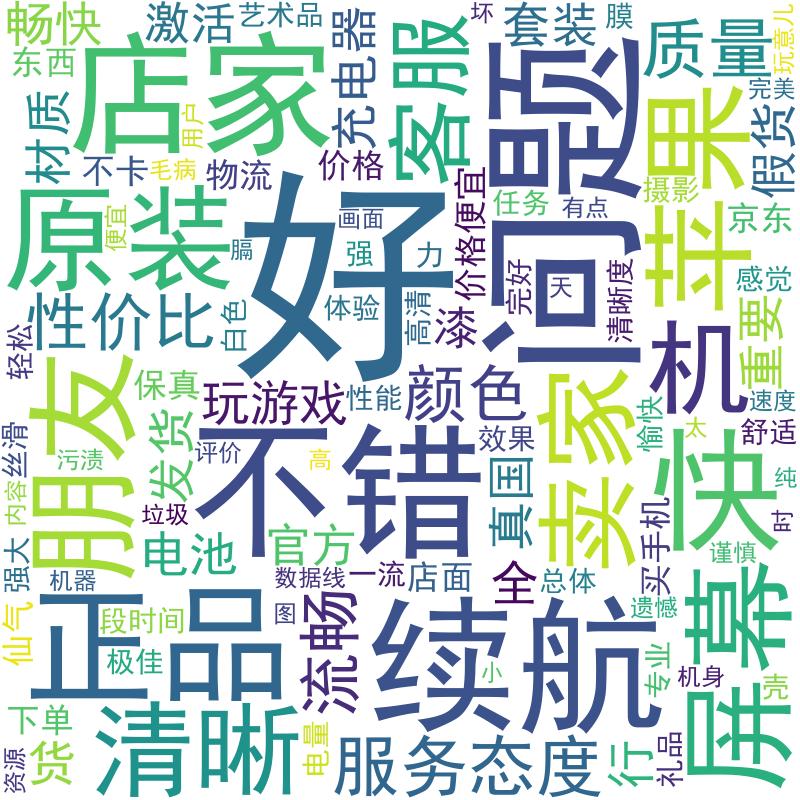 畅快
激活
艺术品
坏
套装
膜
质量
玩意儿
东西
店家
充电器
客服
问题
苹果
完美
假货
材质
用户
不卡
毛病
物流
价格
价格便宜
任务
有点
摄影
京东
原装
便宜
好
画面
膈
强
力
完好
天
清晰度
感觉
性价比
白色
体验
高清
重要
轻松
朋友
保真
玩游戏
性能
颜色
卖家
机
愉快
速度
舒适
丝滑
污渍
发货
评价
不错
高
效果
真
国
快
太
纯
内容
垃圾
强大
电池
官方
数据线
一流
店面
全
总体
买手机
谨慎
时
机器
仙气
正品
段时间
极佳
图
流畅
续航
小
遗憾
专业
机身
屏幕
壳
下单
货
资源
清晰
电量
服务态度
行
礼品